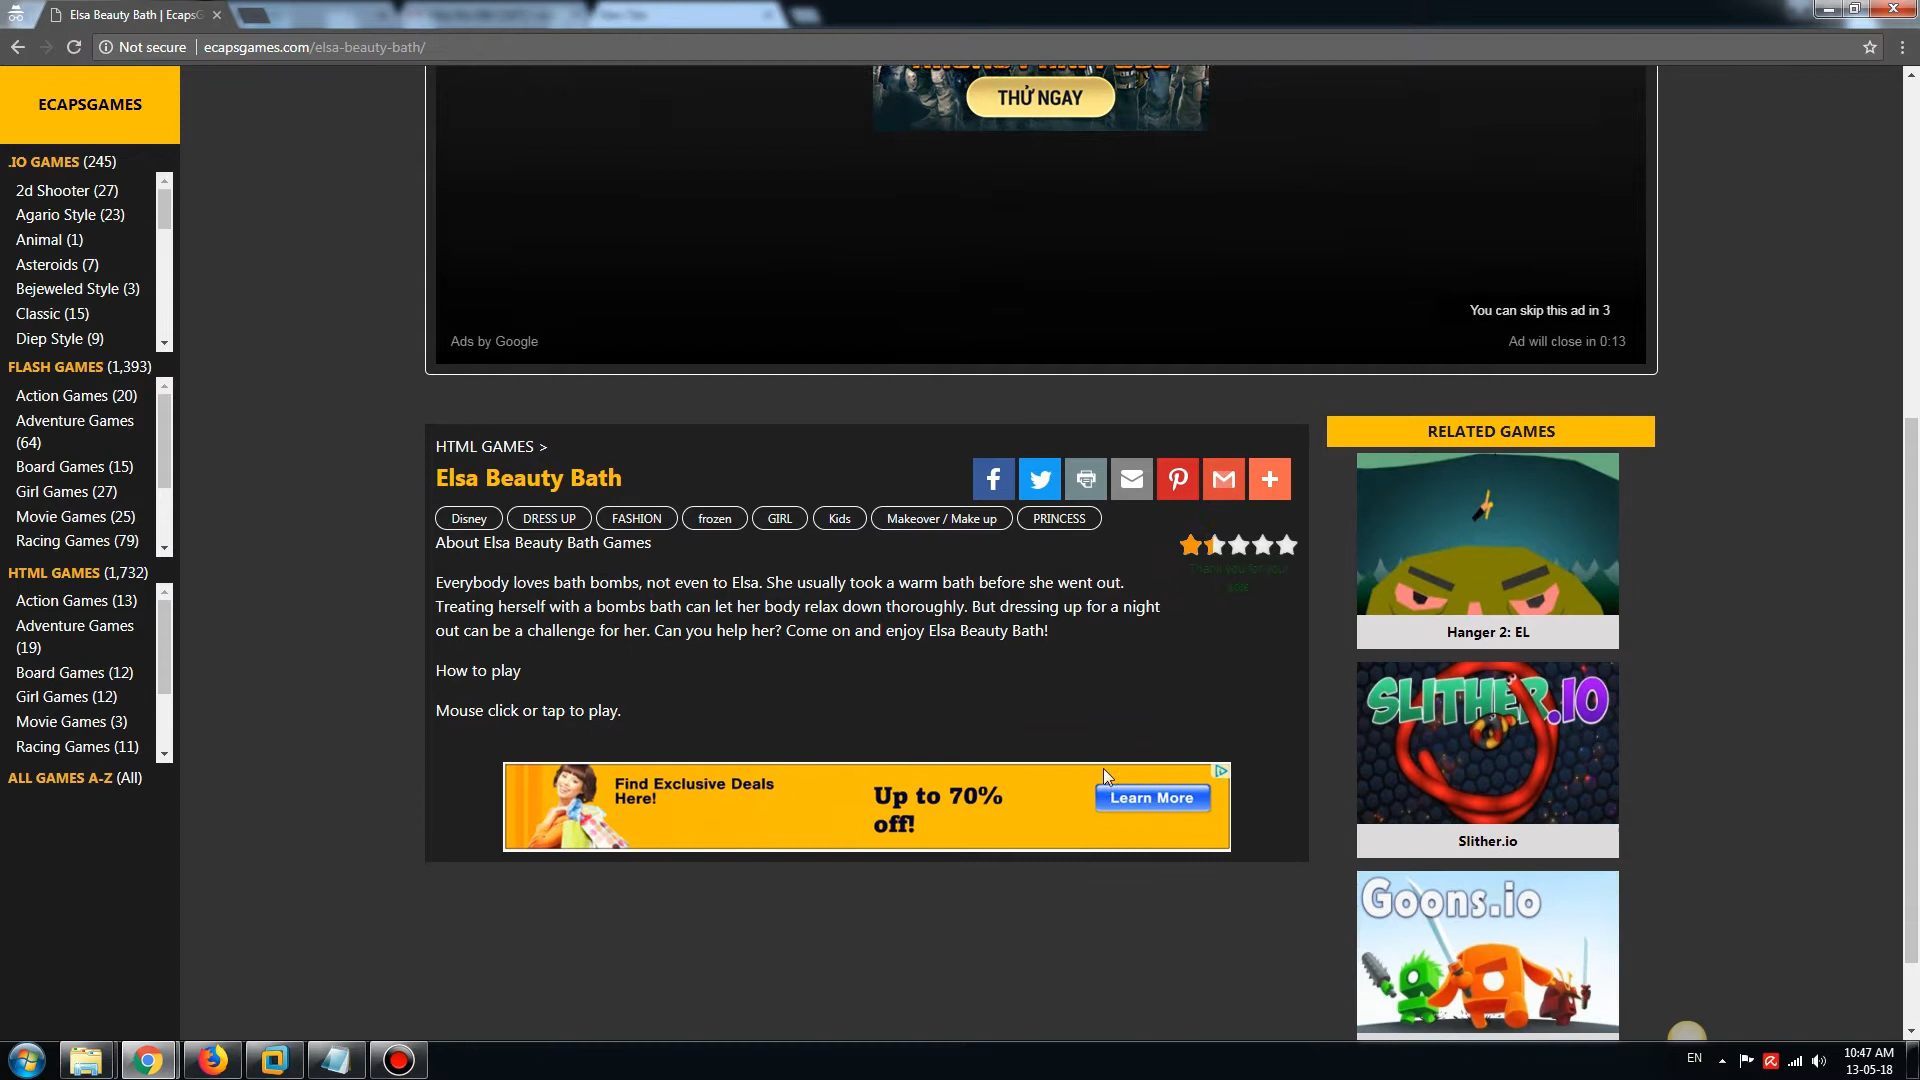 Elsa Beauty Bath | EcapsG
Not secure
ecapsgames.com/elsa-beauty-bath/
ECAPSGAMES
.IO GAMES (245)
2d Shooter (27)
Agario Style (23)
Animal (1)
Asteroids (7)
Bejeweled Style (3)
Classic (15)
Diep Style (9)
FLASH GAMES (1,393)
Action Games (20)
Adventure Games
(64)
Board Games (15)
Girl Games (27)
Movie Games (25)
Racing Games (79)
HTML GAMES (1,732)
Action Games (13)
Adventure Games
(19)
Board Games (12)
Girl Games (12)
Movie Games (3)
Racing Games (11)
ALL GAMES A-Z (All)
THỬ NGAY
You can skip this ad in 3
Ads by Google
Ad will close in 0:13
HTML GAMES >
Elsa Beauty Bath
Disney
DRESS UP
FASHION
frozen
GIRL
Kids
Makeover / Make up
PRINCESS
About Elsa Beauty Bath Games
Thank you for your
vote
Everybody loves bath bombs, not even to Elsa. She usually took a warm bath before she went out.
Treating herself with a bombs bath can let her body relax down thoroughly. But dressing up for a night
out can be a challenge for her. Can you help her? Come on and enjoy Elsa Beauty Bath!
How to play
Mouse click or tap to play.
Find Exclusive Deals
Here!
Up to 70%
off!
Learn More
RELATED GAMES
Hanger 2: EL
SLITHER.IO
Slither.io
Goons.io
EN
10:47 AM
13-05-18